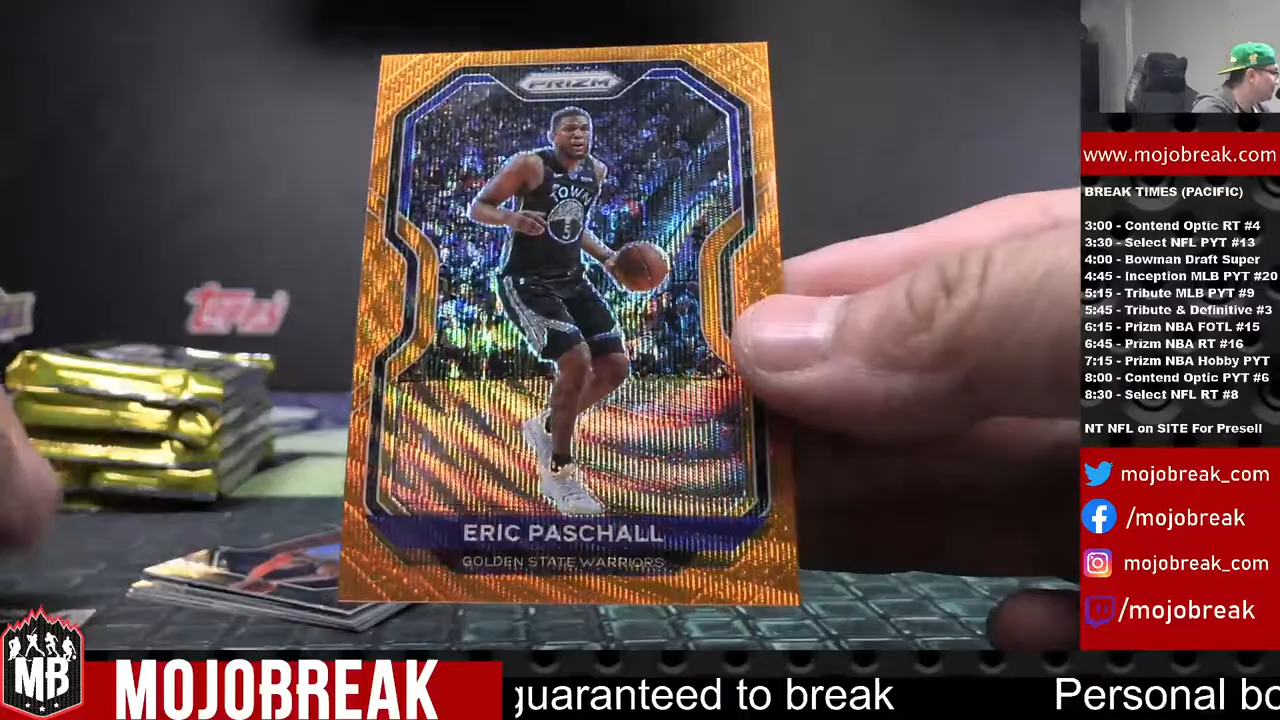 PANINI
PRIZM
TOWN
5
ERIC PASCHALL
GOLDEN STATE WARRIORS
Topps
www.mojobreak.com
BREAK TIMES (PACIFIC)
3:00 - Contend Optic RT #4
3:30 - Select NFL PYT #13
4:00 - Bowman Draft Super
4:45 - Inception MLB PYT #20
5:15 - Tribute MLB PYT #9
5:45 - Tribute & Definitive #3
6:15 - Prizm NBA FOTL #15
6:45 - Prizm NBA RT #16
7:15 - Prizm NBA Hobby PYT
8:00 - Contend Optic PYT #6
8:30 - Select NFL RT #8
NT NFL on SITE For Presell
mojobreak_com
/mojobreak
mojobreak_com
/mojobreak
MB
MOJOBREAK
guaranteed to break
Personal bo